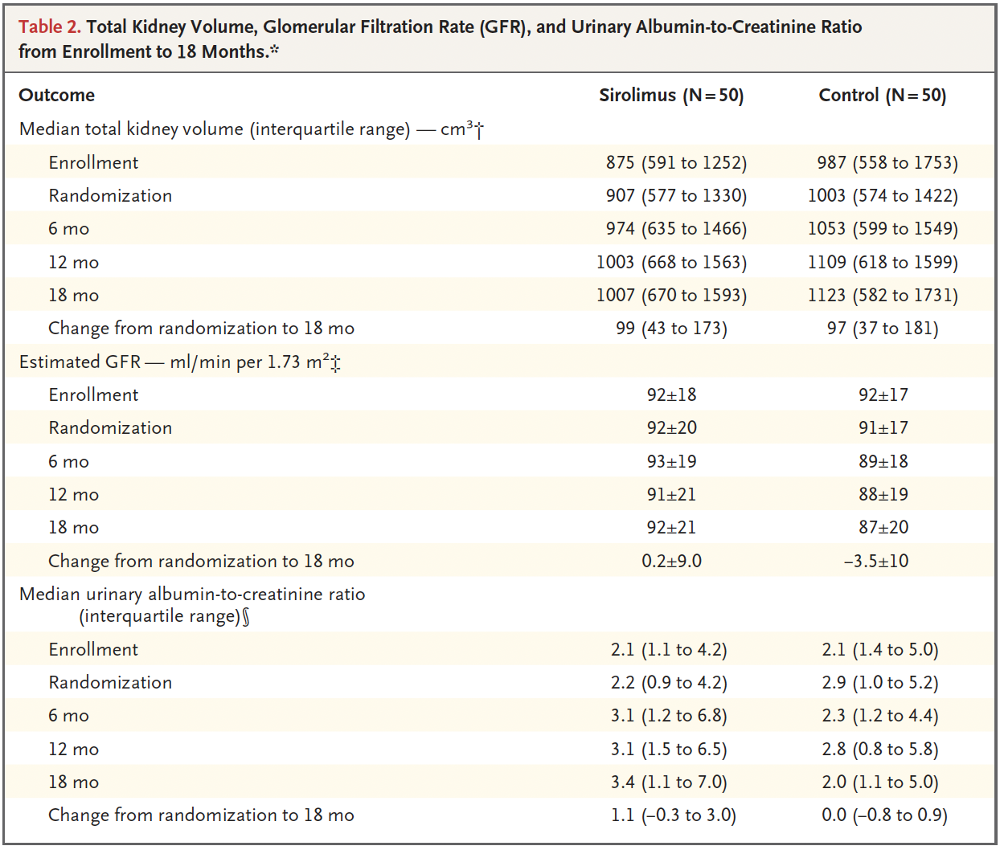 Table 2. Total Kidney Volume, Glomerular Filtration Rate (GFR), and Urinary Albumin-to-Creatinine Ratio
from Enrollment to 18 Months.*
Outcome Sirolimus (N=50) Control (N=50)
Median total kidney volume (interquartile range) — cm³†
Enrollment 875 (591 to 1252) 987 (558 to 1753)
Randomization 907 (577 to 1330) 1003 (574 to 1422)
6 mo 974 (635 to 1466) 1053 (599 to 1549)
12 mo 1003 (668 to 1563) 1109 (618 to 1599)
18 mo 1007 (670 to 1593) 1123 (582 to 1731)
Change from randomization to 18 mo 99 (43 to 173) 97 (37 to 181)
Estimated GFR — ml/min per 1.73 m²‡
Enrollment 92±18 92±17
Randomization 92±20 91±17
6 mo 93±19 89±18
12 mo 91±21 88±19
18 mo 92±21 87±20
Change from randomization to 18 mo 0.2±9.0 –3.5±10
Median urinary albumin-to-creatinine ratio
(interquartile range)§
Enrollment 2.1 (1.1 to 4.2) 2.1 (1.4 to 5.0)
Randomization 2.2 (0.9 to 4.2) 2.9 (1.0 to 5.2)
6 mo 3.1 (1.2 to 6.8) 2.3 (1.2 to 4.4)
12 mo 3.1 (1.5 to 6.5) 2.8 (0.8 to 5.8)
18 mo 3.4 (1.1 to 7.0) 2.0 (1.1 to 5.0)
Change from randomization to 18 mo 1.1 (–0.3 to 3.0) 0.0 (–0.8 to 0.9)